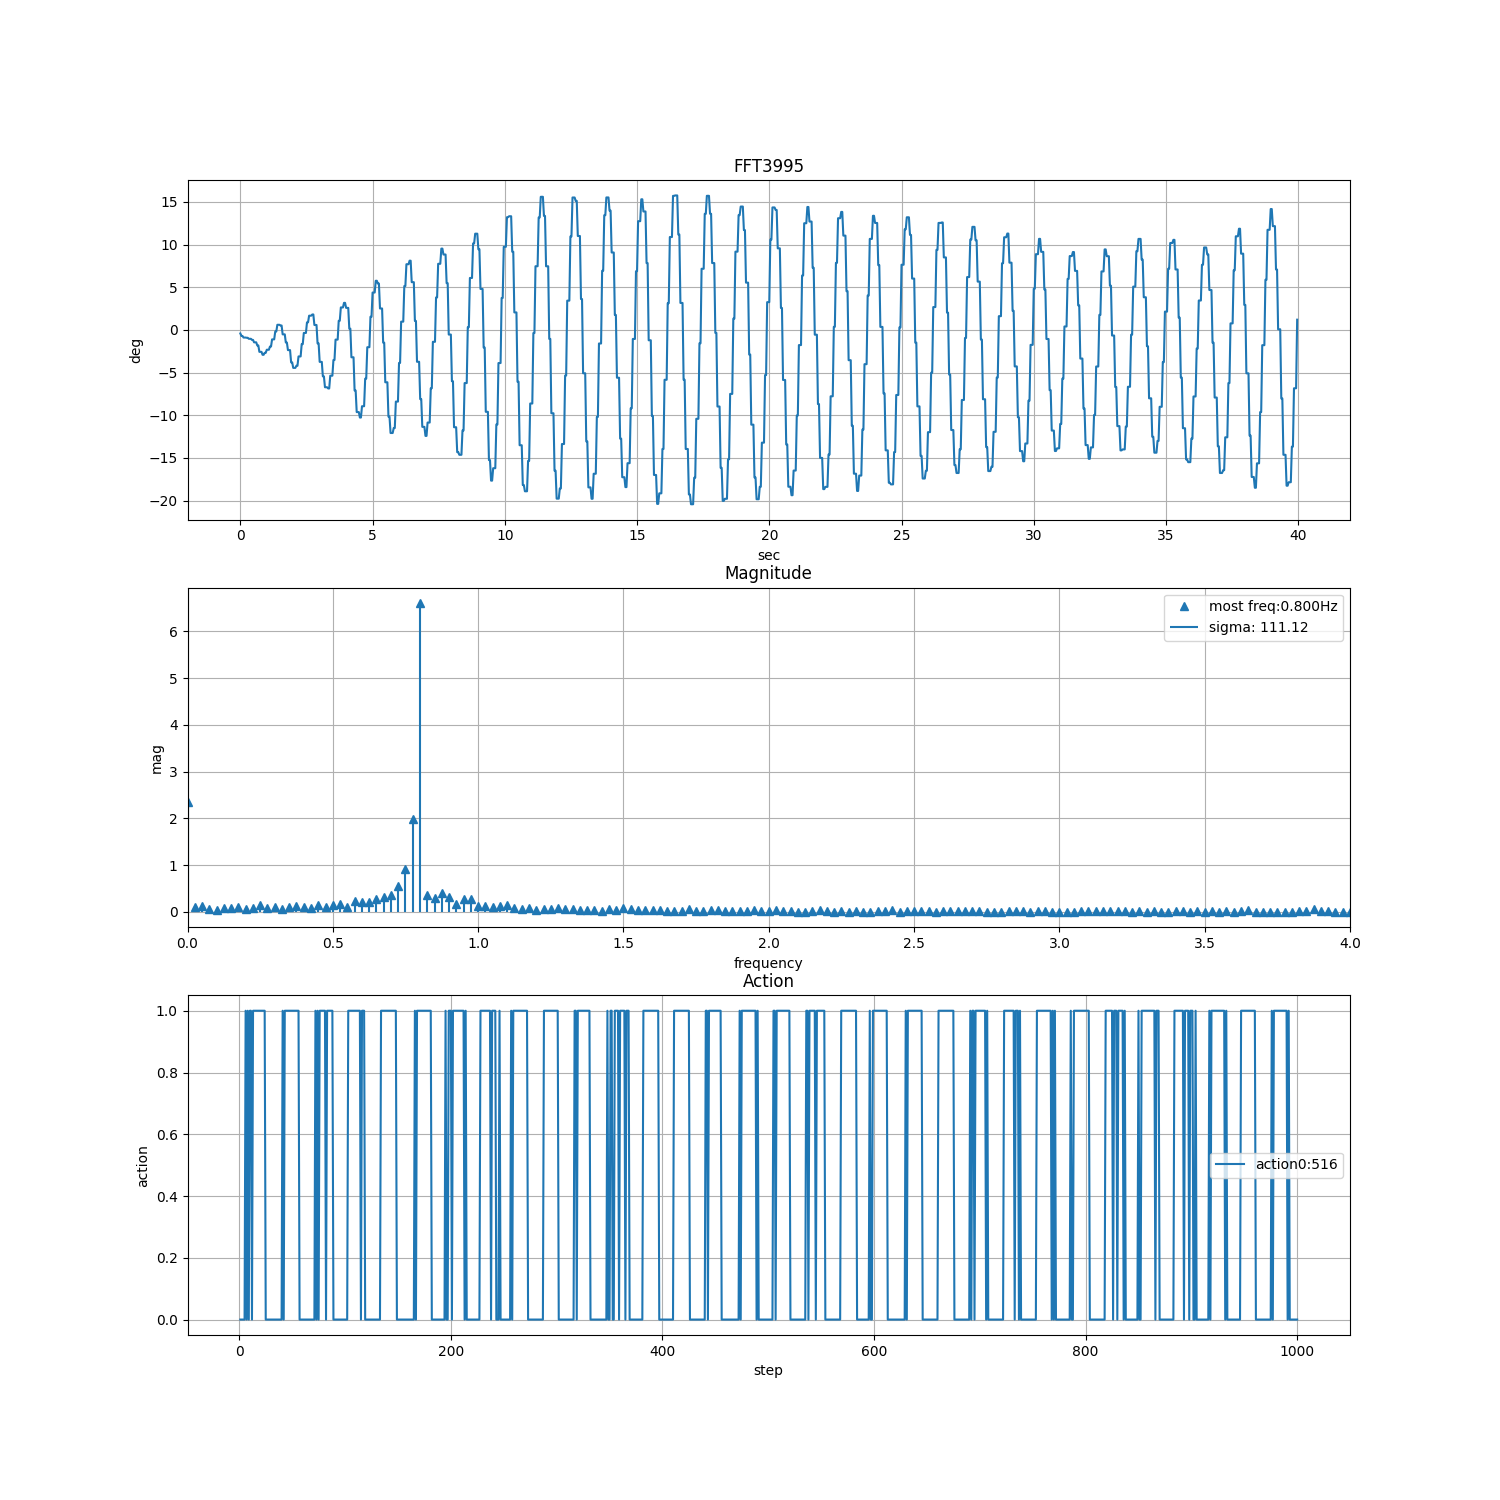 FFT3995
15
10
5
0
−5
−10
−15
−20
deg
0 5 10 15 20 25 30 35 40
sec
Magnitude
most freq:0.800Hz
sigma: 111.12
6
5
4
3
2
1
0
mag
0.0 0.5 1.0 1.5 2.0 2.5 3.0 3.5 4.0
frequency
Action
1.0
0.8
0.6
0.4
0.2
0.0
action
action0:516
0 200 400 600 800 1000
step